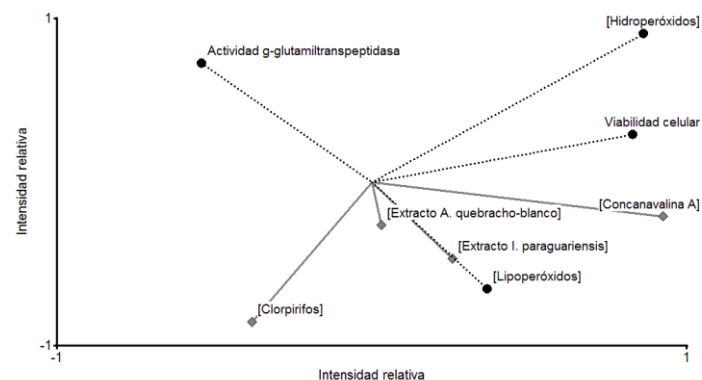 1
[Hidroperóxidos]
Actividad g-glutamiltranspeptidasa
Viabilidad celular
Intensidad relativa
[Concanavalina A]
[Extracto A. quebracho-blanco]
[Extracto I. paraguariensis]
[Lipoperóxidos]
[Clorpirifos]
-1
-1
1
Intensidad relativa